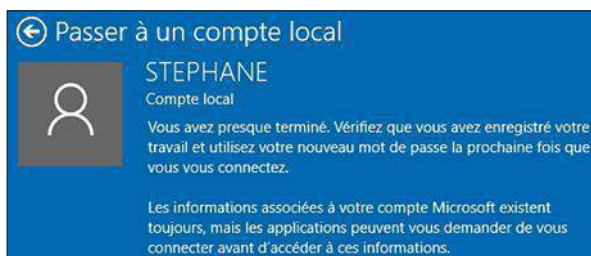 Passer à un compte local
STEPHANE
Compte local
Vous avez presque terminé. Vérifiez que vous avez enregistré votre
travail et utilisez votre nouveau mot de passe la prochaine fois que
vous vous connectez.
Les informations associées à votre compte Microsoft existent
toujours, mais les applications peuvent vous demander de vous
connecter avant d'accéder à ces informations.